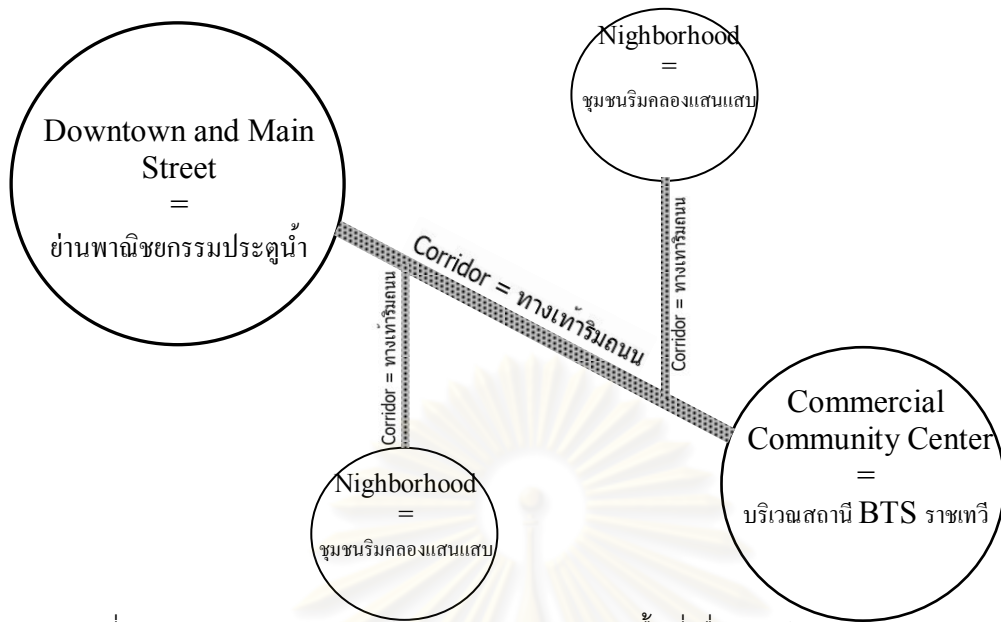 Nighborhood
=
ชุมชนริมคลองแสนแสบ
Downtown and Main
Street
=
ย่านพาณิชยกรรมประตูน้ำ
Corridor = ทางเท้าริมถนน
Corridor = ทางเท้าริมถนน
Corridor = ทางเท้าริมถนน
Commercial
Community Center
=
บริเวณสถานี BTS ราชเทวี
Nighborhood
=
ชุมชนริมคลองแสนแสบ